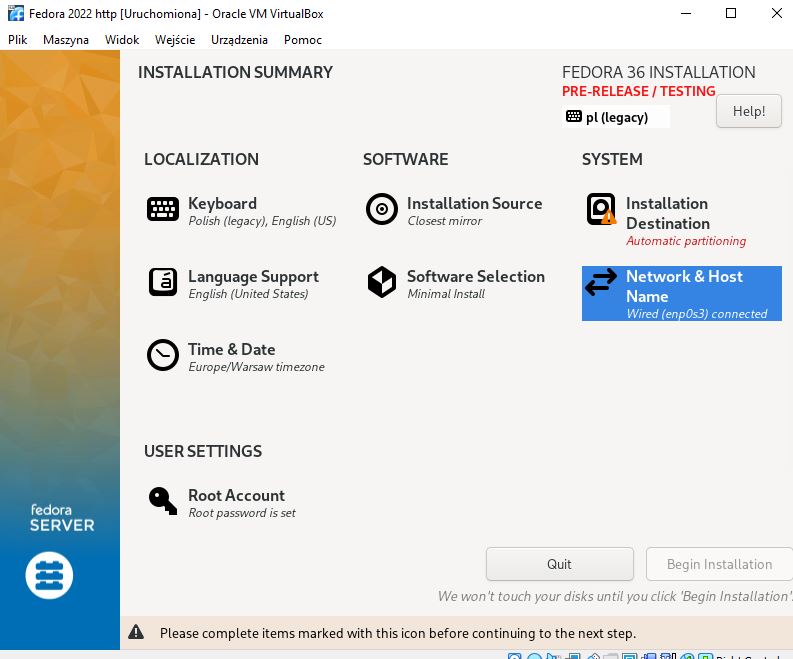 Fedora 2022 http [Uruchomiona] - Oracle VM VirtualBox
Plik Maszyna Widok Wejście Urządzenia Pomoc
INSTALLATION SUMMARY
FEDORA 36 INSTALLATION
PRE-RELEASE / TESTING
pl (legacy)
Help!
LOCALIZATION
Keyboard
Polish (legacy), English (US)
Language Support
English (United States)
Time & Date
Europe/Warsaw timezone
SOFTWARE
Installation Source
Closest mirror
Software Selection
Minimal Install
SYSTEM
Installation
Destination
Automatic partitioning
Network & Host
Name
Wired (enp0s3) connected
USER SETTINGS
Root Account
Root password is set
fedora
SERVER
Quit
Begin Installation
We won't touch your disks until you click 'Begin Installation'.
Please complete items marked with this icon before continuing to the next step.